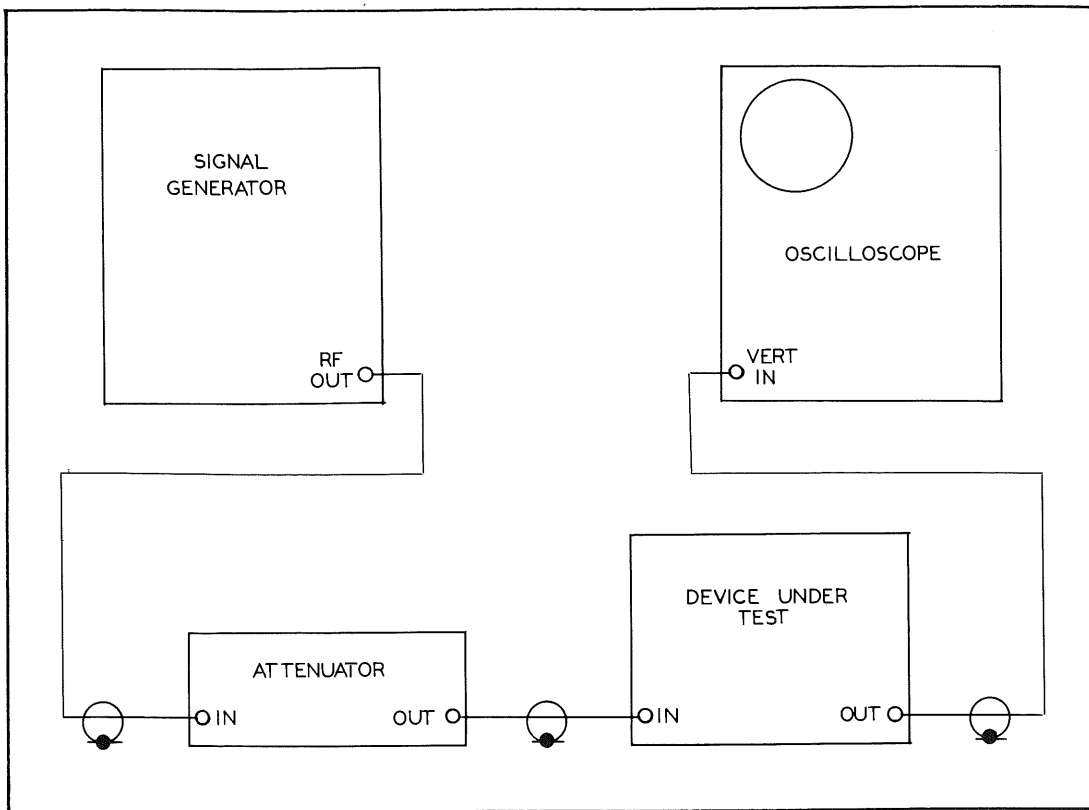 SIGNAL
GENERATOR
RF
OUT
OSCILLOSCOPE
VERT
IN
ATTENUATOR
IN
OUT
DEVICE UNDER
TEST
IN
OUT